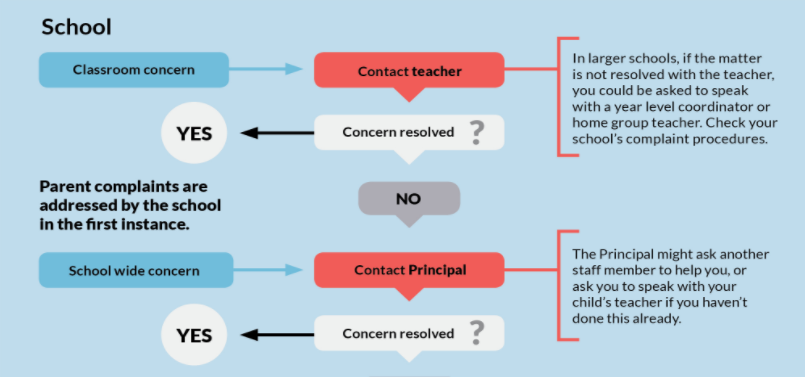 School
Classroom concern
Contact teacher
In larger schools, if the matter
is not resolved with the teacher,
you could be asked to speak
with a year level coordinator or
home group teacher. Check your
school's complaint procedures.
YES
Concern resolved ?
Parent complaints are
addressed by the school
in the first instance.
NO
School wide concern
Contact Principal
The Principal might ask another
staff member to help you, or
ask you to speak with your
child's teacher if you haven't
done this already.
YES
Concern resolved ?